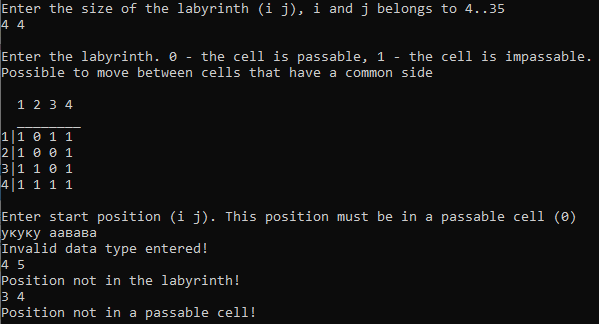 Enter the size of the labyrinth (i j), i and j belongs to 4..35
4 4
Enter the labyrinth. 0 - the cell is passable, 1 - the cell is impassable.
Possible to move between cells that have a common side
1 2 3 4
________
1|1 0 1 1
2|1 0 0 1
3|1 1 0 1
4|1 1 1 1
Enter start position (i j). This position must be in a passable cell (0)
укуку аавава
Invalid data type entered!
4 5
Position not in the labyrinth!
3 4
Position not in a passable cell!